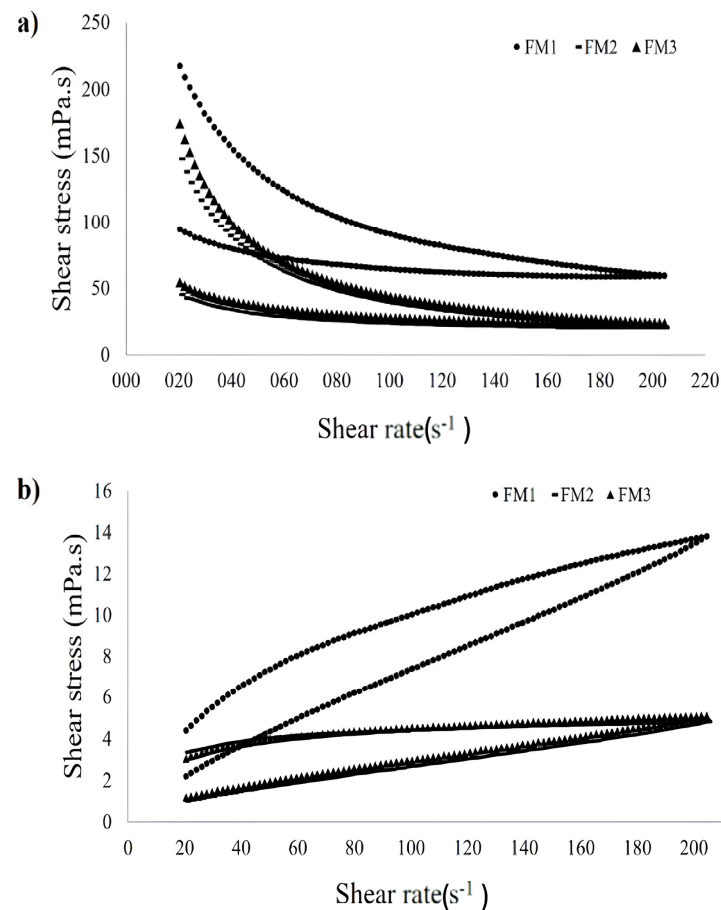 a)
250
200
150
100
50
0
Shear stress (mPa.s)
FM1 FM2 FM3
000 020 040 060 080 100 120 140 160 180 200 220
Shear rate(s-1 )
b)
16
14
12
10
8
6
4
2
0
Shear stress (mPa.s)
FM1 FM2 FM3
0 20 40 60 80 100 120 140 160 180 200
Shear rate(s-1 )